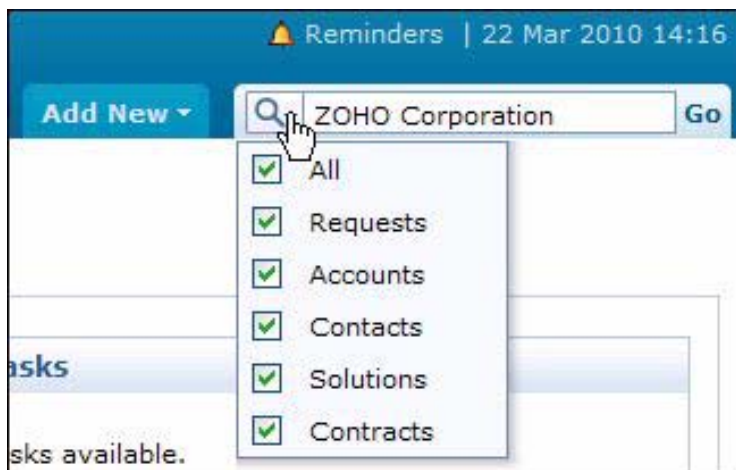 Reminders | 22 Mar 2010 14:16
Add New
ZOHO Corporation
Go
All
Requests
Accounts
Contacts
Solutions
Contracts
asks
sks available.